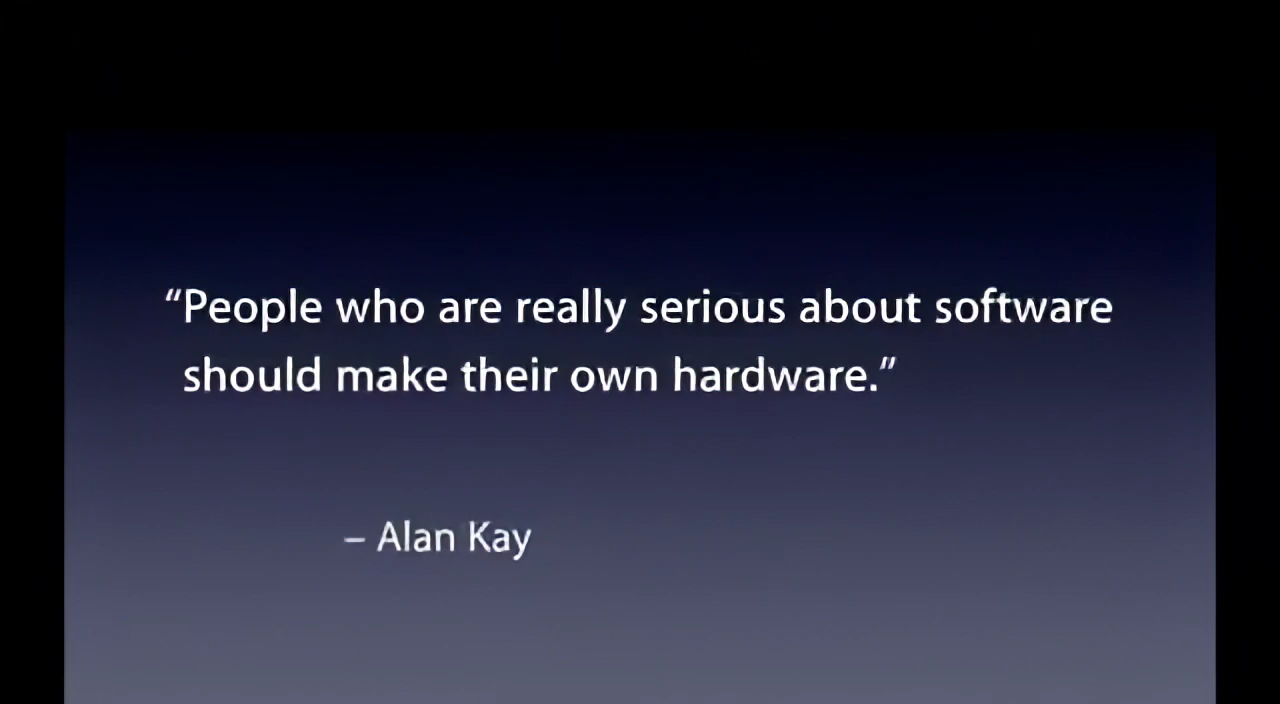 “People who are really serious about software
should make their own hardware.”
– Alan Kay